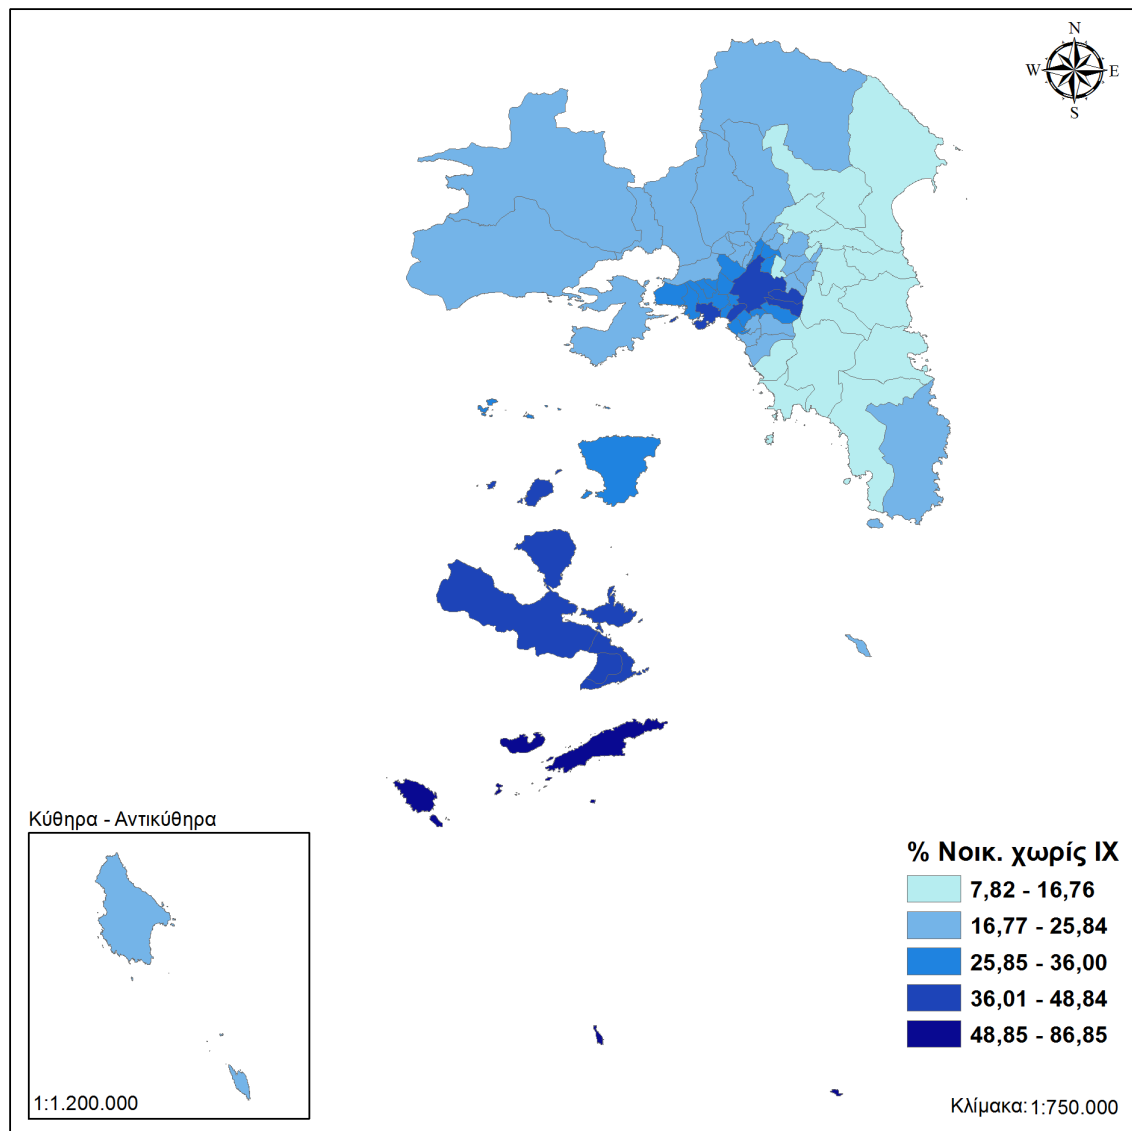 N
W E
S
Κύθηρα - Αντικύθηρα
1:1.200.000
% Νοικ. χωρίς ΙΧ
7,82 - 16,76
16,77 - 25,84
25,85 - 36,00
36,01 - 48,84
48,85 - 86,85
Κλίμακα: 1:750.000